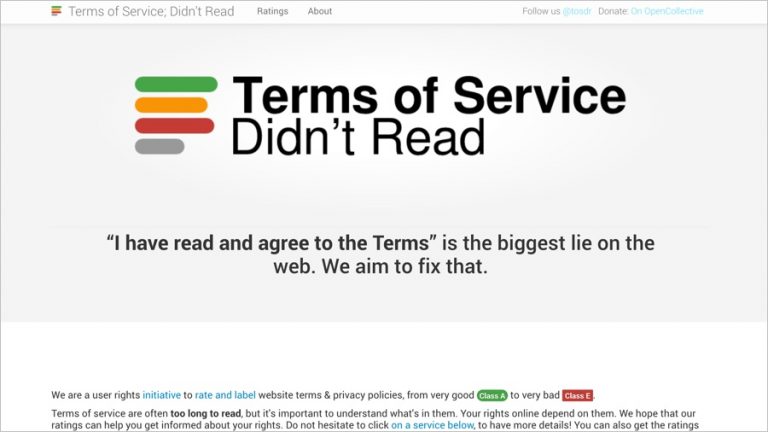 Terms of Service; Didn't Read Ratings About Follow us @tosdr Donate: On OpenCollective
Terms of Service
Didn't Read
“I have read and agree to the Terms” is the biggest lie on the
web. We aim to fix that.
We are a user rights initiative to rate and label website terms & privacy policies, from very good Class A to very bad Class E.
Terms of service are often too long to read, but it's important to understand what's in them. Your rights online depend on them. We hope that our
ratings can help you get informed about your rights. Do not hesitate to click on a service below, to have more details! You can also get the ratings